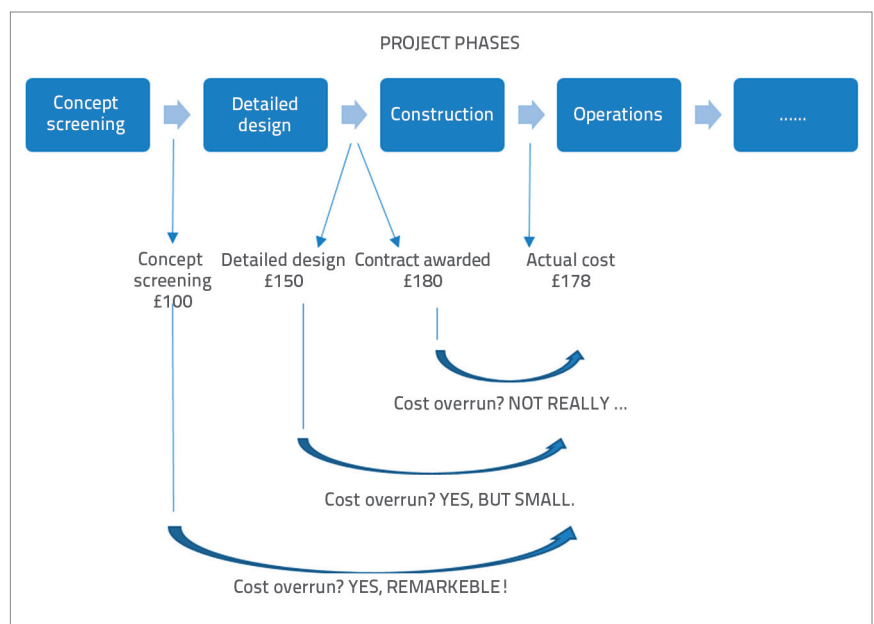 PROJECT PHASES
Concept
screening
Detailed
design
Construction
Operations
......
Concept
screening
£100
Detailed design
£150
Contract awarded
£180
Actual cost
£178
Cost overrun? NOT REALLY ...
Cost overrun? YES, BUT SMALL.
Cost overrun? YES, REMARKEBLE!